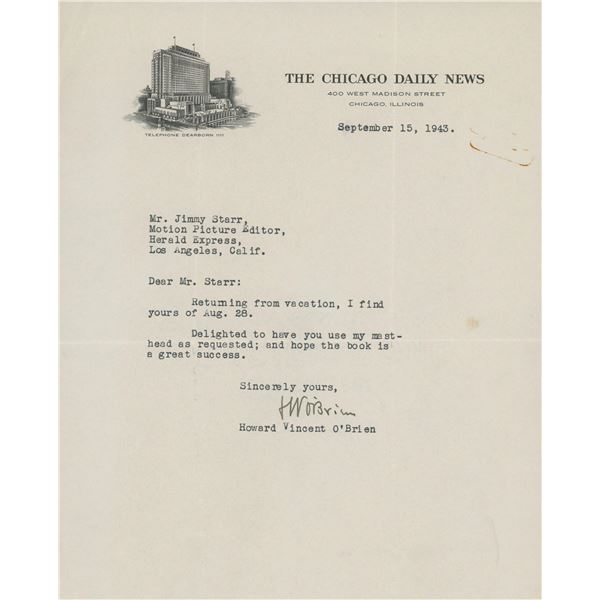 THE CHICAGO DAILY NEWS
400 WEST MADISON STREET
CHICAGO, ILLINOIS
TELEPHONE DEARBORN 1111
September 15, 1943.
Mr. Jimmy Starr,
Motion Picture Editor,
Herald Express,
Los Angeles, Calif.
Dear Mr. Starr:
Returning from vacation, I find
yours of Aug. 28.
Delighted to have you use my mast-
head as requested; and hope the book is
a great success.
Sincerely yours,
HVO'Brien
Howard Vincent O'Brien